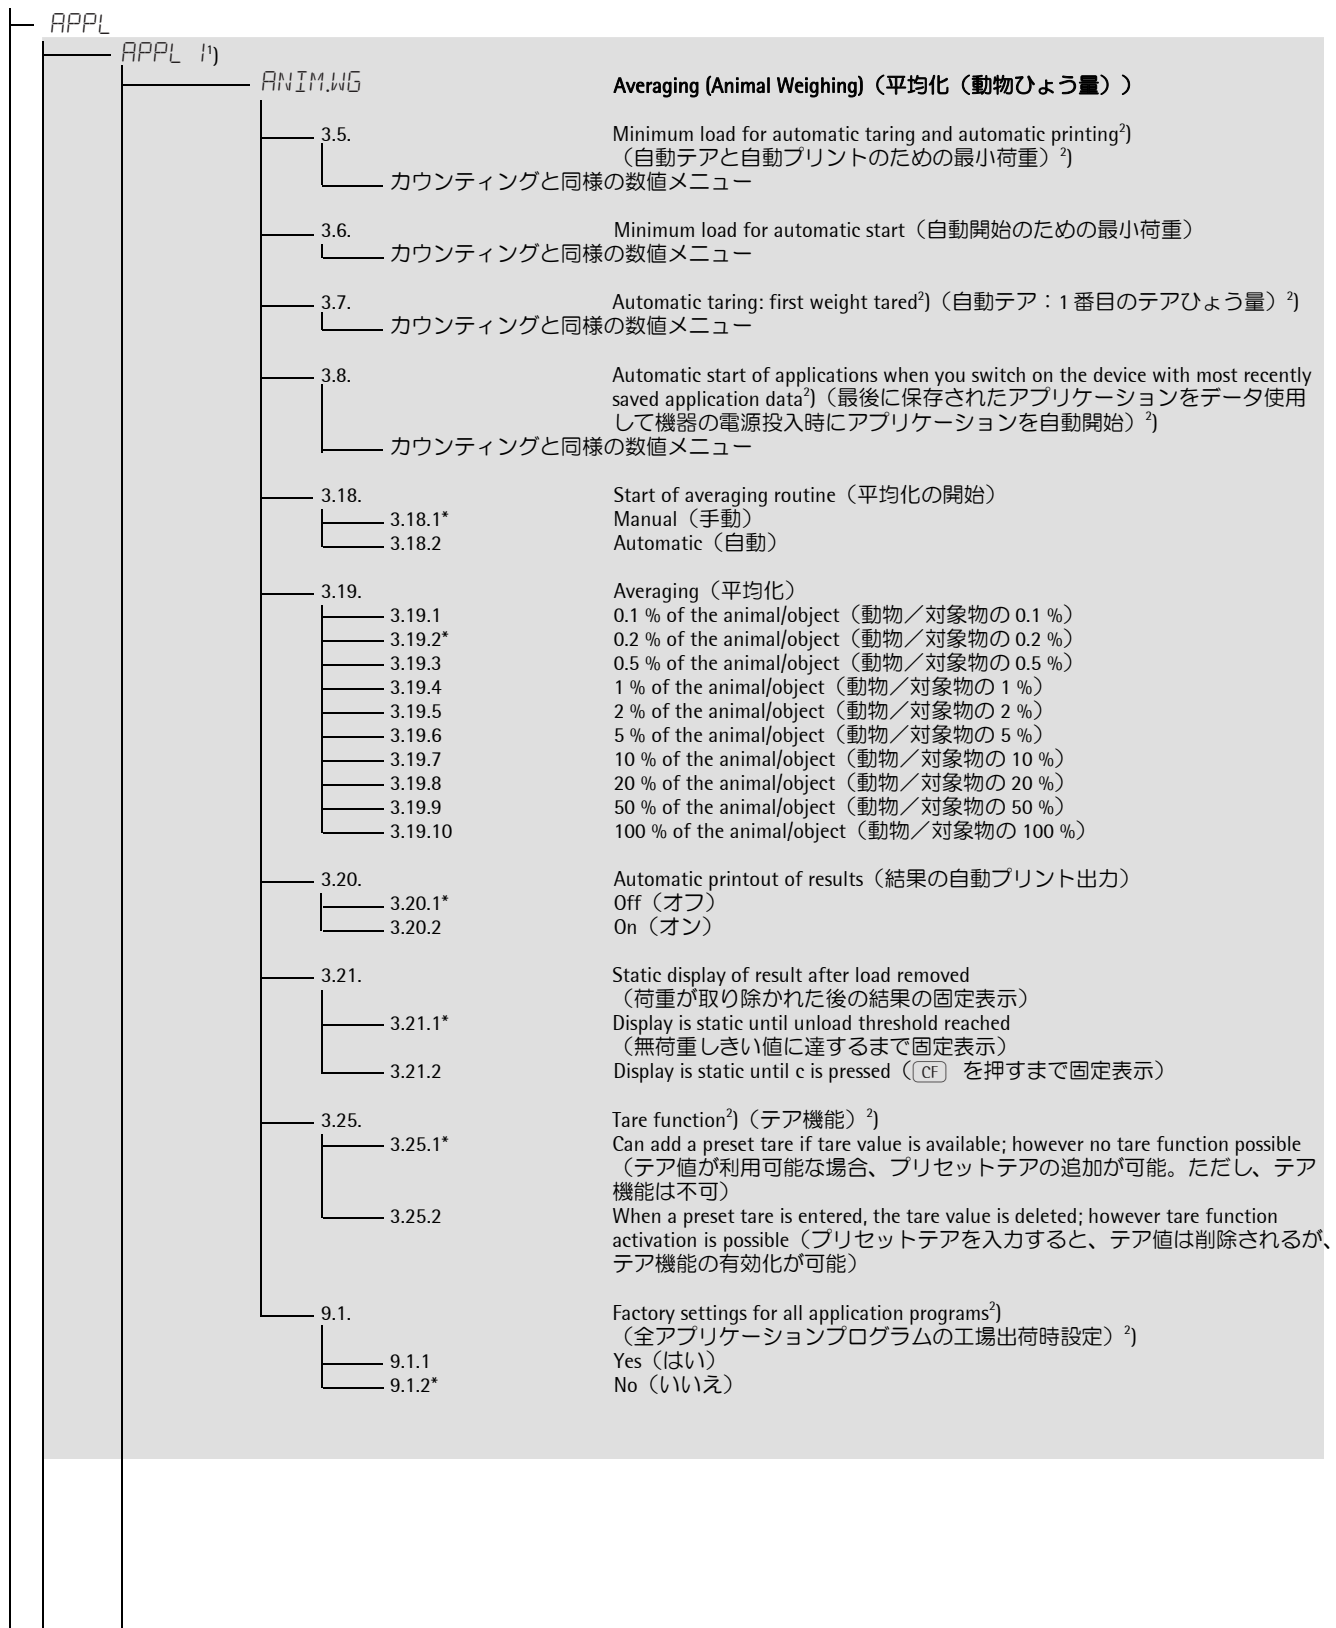 APPL
APPL 1¹)
ANIM.WG Averaging (Animal Weighing)（平均化（動物ひょう量））
3.5. Minimum load for automatic taring and automatic printing²)
（自動テアと自動プリントのための最小荷重）²)
カウンティングと同様の数値メニュー
3.6. Minimum load for automatic start（自動開始のための最小荷重）
カウンティングと同様の数値メニュー
3.7. Automatic taring: first weight tared²)（自動テア：1 番目のテアひょう量）²)
カウンティングと同様の数値メニュー
3.8. Automatic start of applications when you switch on the device with most recently
saved application data²)（最後に保存されたアプリケーションをデータ使用
して機器の電源投入時にアプリケーションを自動開始）²)
カウンティングと同様の数値メニュー
3.18. Start of averaging routine（平均化の開始）
3.18.1* Manual（手動）
3.18.2 Automatic（自動）
3.19. Averaging（平均化）
3.19.1 0.1 % of the animal/object（動物／対象物の 0.1 %）
3.19.2* 0.2 % of the animal/object（動物／対象物の 0.2 %）
3.19.3 0.5 % of the animal/object（動物／対象物の 0.5 %）
3.19.4 1 % of the animal/object（動物／対象物の 1 %）
3.19.5 2 % of the animal/object（動物／対象物の 2 %）
3.19.6 5 % of the animal/object（動物／対象物の 5 %）
3.19.7 10 % of the animal/object（動物／対象物の 10 %）
3.19.8 20 % of the animal/object（動物／対象物の 20 %）
3.19.9 50 % of the animal/object（動物／対象物の 50 %）
3.19.10 100 % of the animal/object（動物／対象物の 100 %）
3.20. Automatic printout of results（結果の自動プリント出力）
3.20.1* Off（オフ）
3.20.2 On（オン）
3.21. Static display of result after load removed
（荷重が取り除かれた後の結果の固定表示）
3.21.1* Display is static until unload threshold reached
（無荷重しきい値に達するまで固定表示）
3.21.2 Display is static until c is pressed（CF を押すまで固定表示）
3.25. Tare function²)（テア機能）²)
3.25.1* Can add a preset tare if tare value is available; however no tare function possible
（テア値が利用可能な場合、プリセットテアの追加が可能。ただし、テア
機能は不可）
3.25.2 When a preset tare is entered, the tare value is deleted; however tare function
activation is possible（プリセットテアを入力すると、テア値は削除されるが、
テア機能の有効化が可能）
9.1. Factory settings for all application programs²)
（全アプリケーションプログラムの工場出荷時設定）²)
9.1.1 Yes（はい）
9.1.2* No（いいえ）